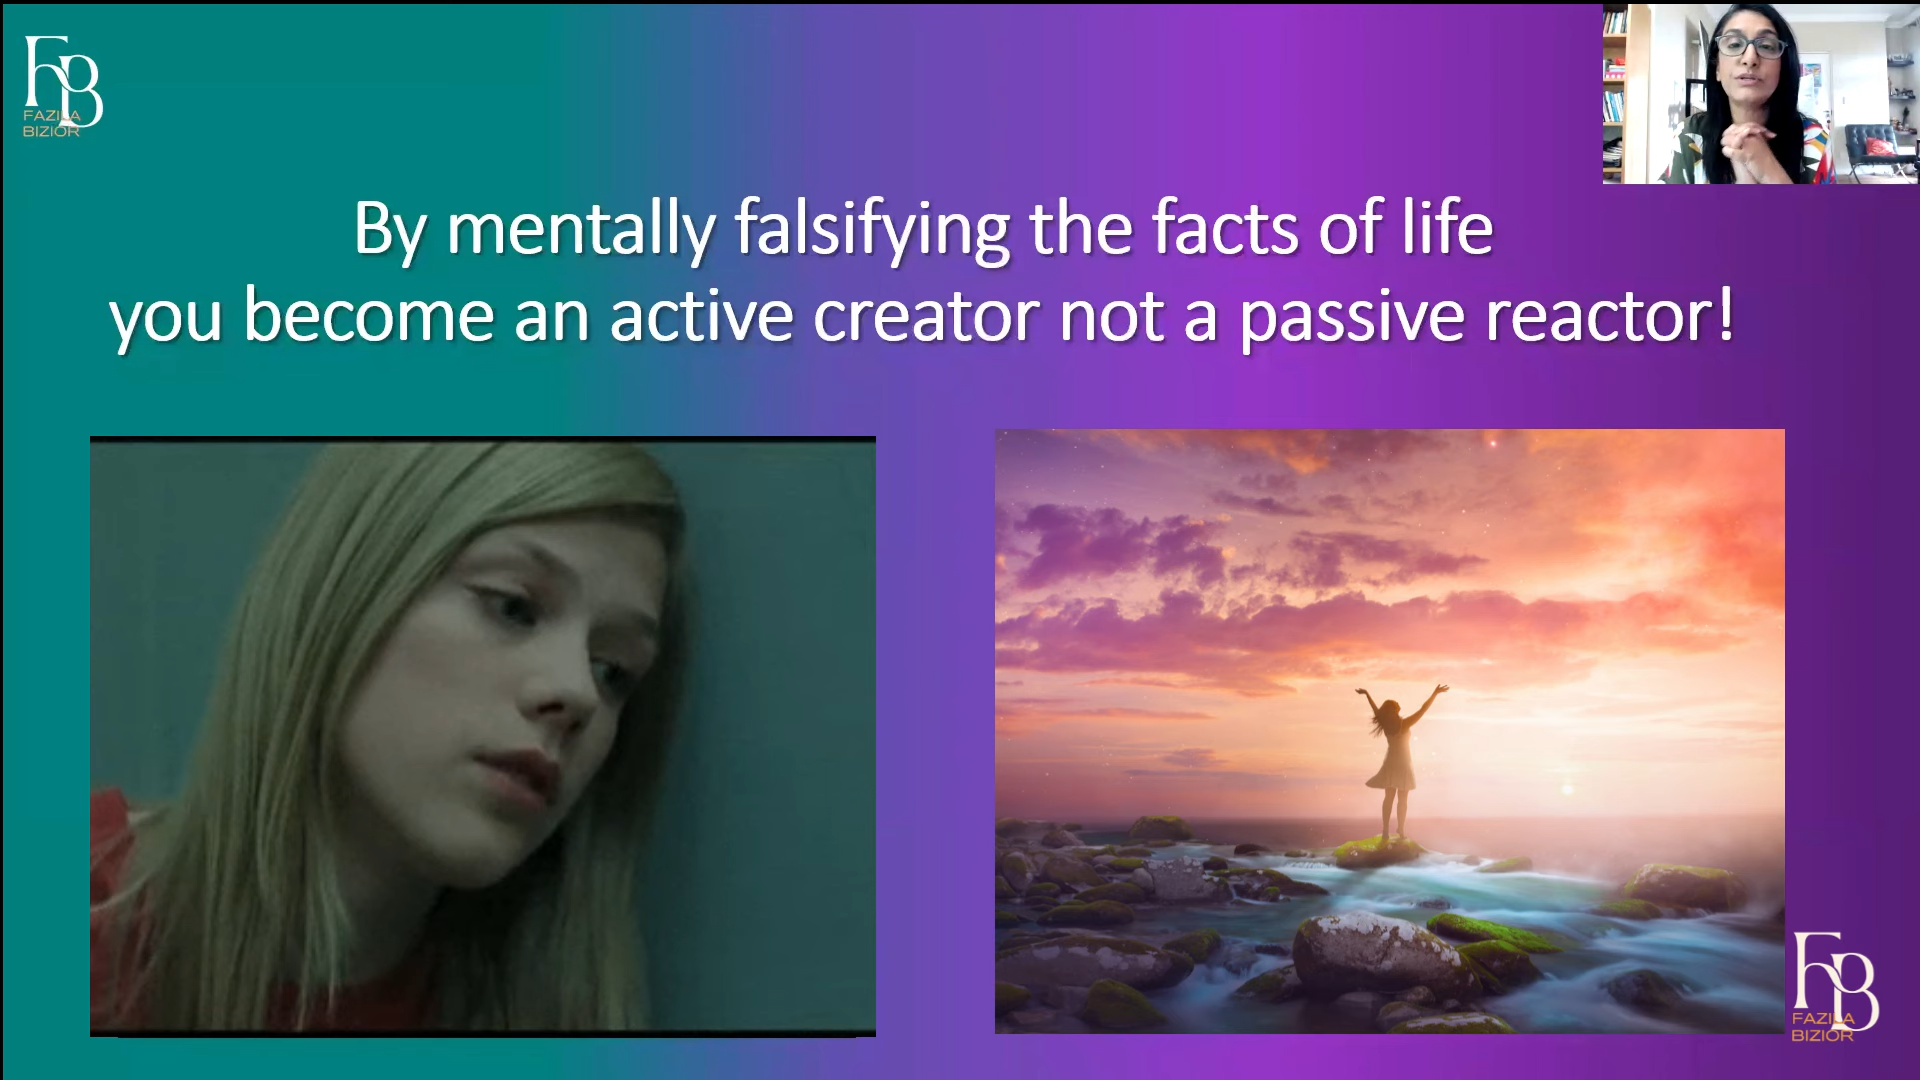 FB
FAZILA
BIZIOR
By mentally falsifying the facts of life
you become an active creator not a passive reactor!
FB
FAZILA
BIZIOR